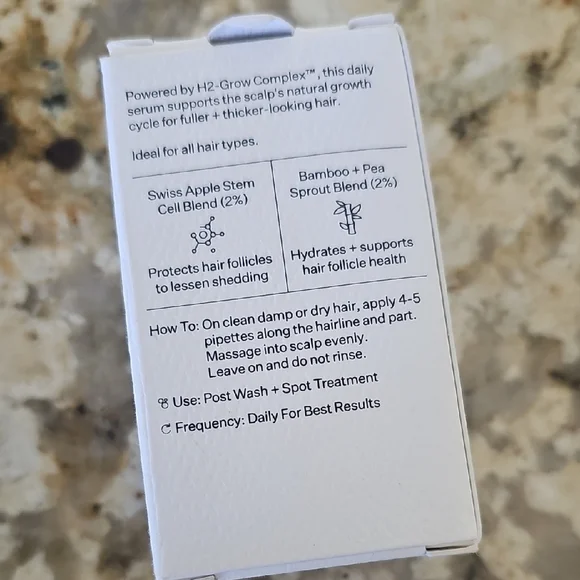 Powered by H2-Grow Complex™, this daily
serum supports the scalp's natural growth
cycle for fuller + thicker-looking hair.
Ideal for all hair types.
Swiss Apple Stem
Cell Blend (2%)
Protects hair follicles
to lessen shedding
Bamboo + Pea
Sprout Blend (2%)
Hydrates + supports
hair follicle health
How To: On clean damp or dry hair, apply 4-5
pipettes along the hairline and part.
Massage into scalp evenly.
Leave on and do not rinse.
Use: Post Wash + Spot Treatment
Frequency: Daily For Best Results